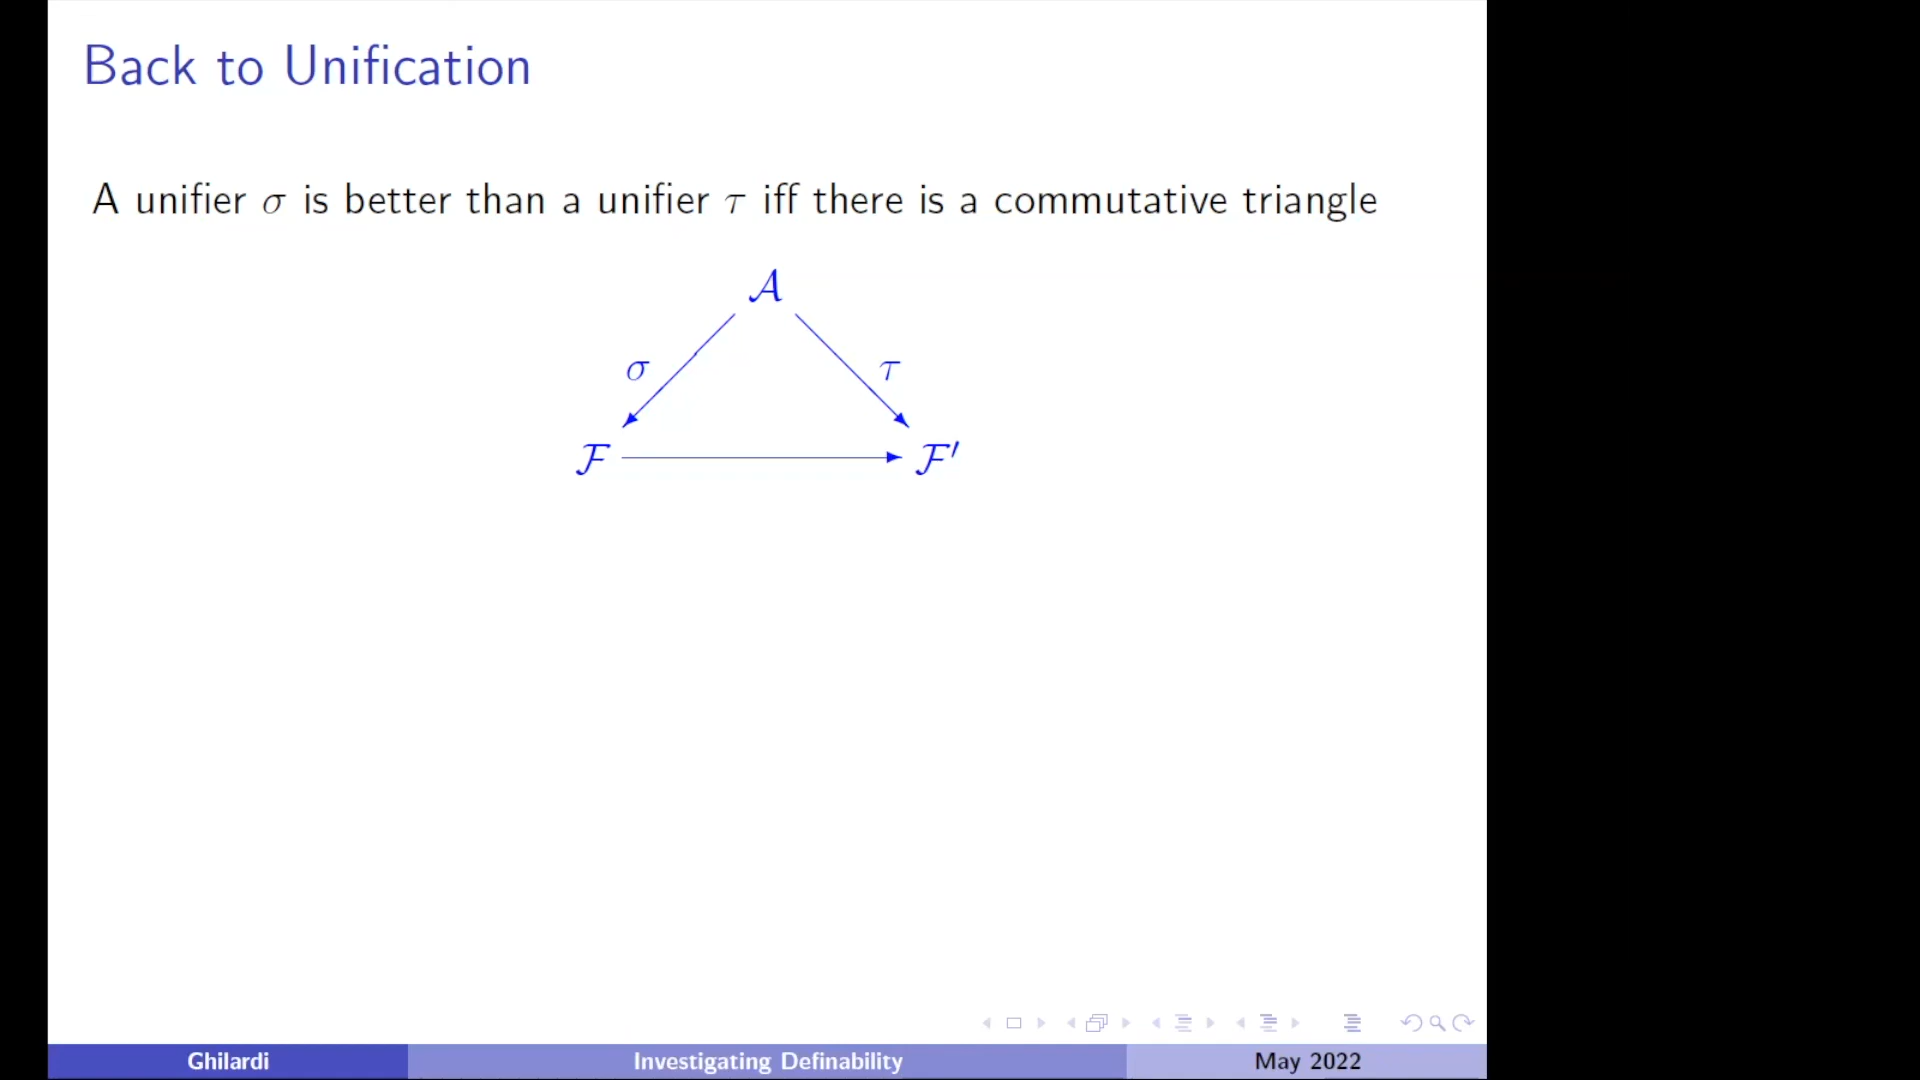 Back to Unification
A unifier σ is better than a unifier τ iff there is a commutative triangle
𝒜
σ τ
ℱ ℱ′
Ghilardi Investigating Definability May 2022